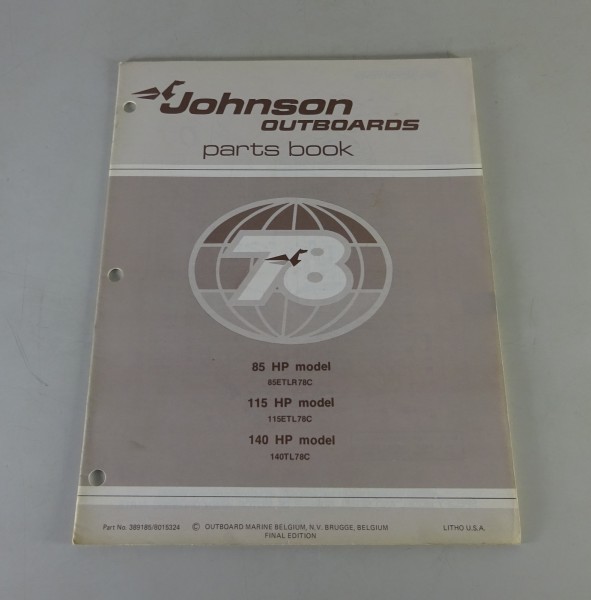 Johnson
OUTBOARDS
parts book
78
85 HP model
85ETLR78C
115 HP model
115ETL78C
140 HP model
140TL78C
Part No. 389185/8015324 © OUTBOARD MARINE BELGIUM, N.V. BRUGGE, BELGIUM LITHO U.S.A.
FINAL EDITION